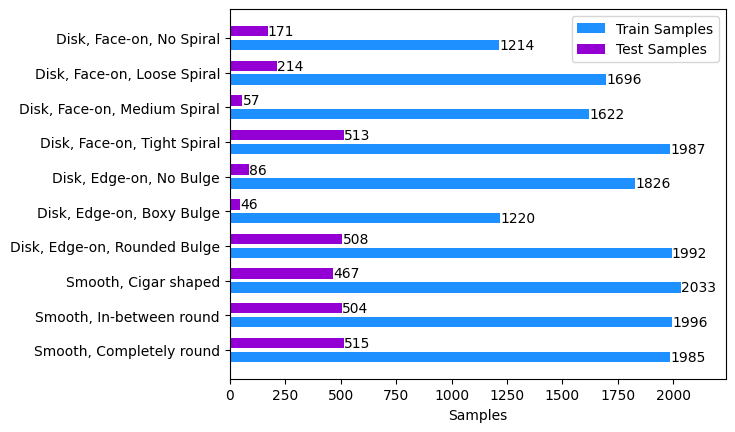 Train Samples
Test Samples
Disk, Face-on, No Spiral
171
1214
Disk, Face-on, Loose Spiral
214
1696
Disk, Face-on, Medium Spiral
57
1622
Disk, Face-on, Tight Spiral
513
1987
Disk, Edge-on, No Bulge
86
1826
Disk, Edge-on, Boxy Bulge
46
1220
Disk, Edge-on, Rounded Bulge
508
1992
Smooth, Cigar shaped
467
2033
Smooth, In-between round
504
1996
Smooth, Completely round
515
1985
0 250 500 750 1000 1250 1500 1750 2000
Samples